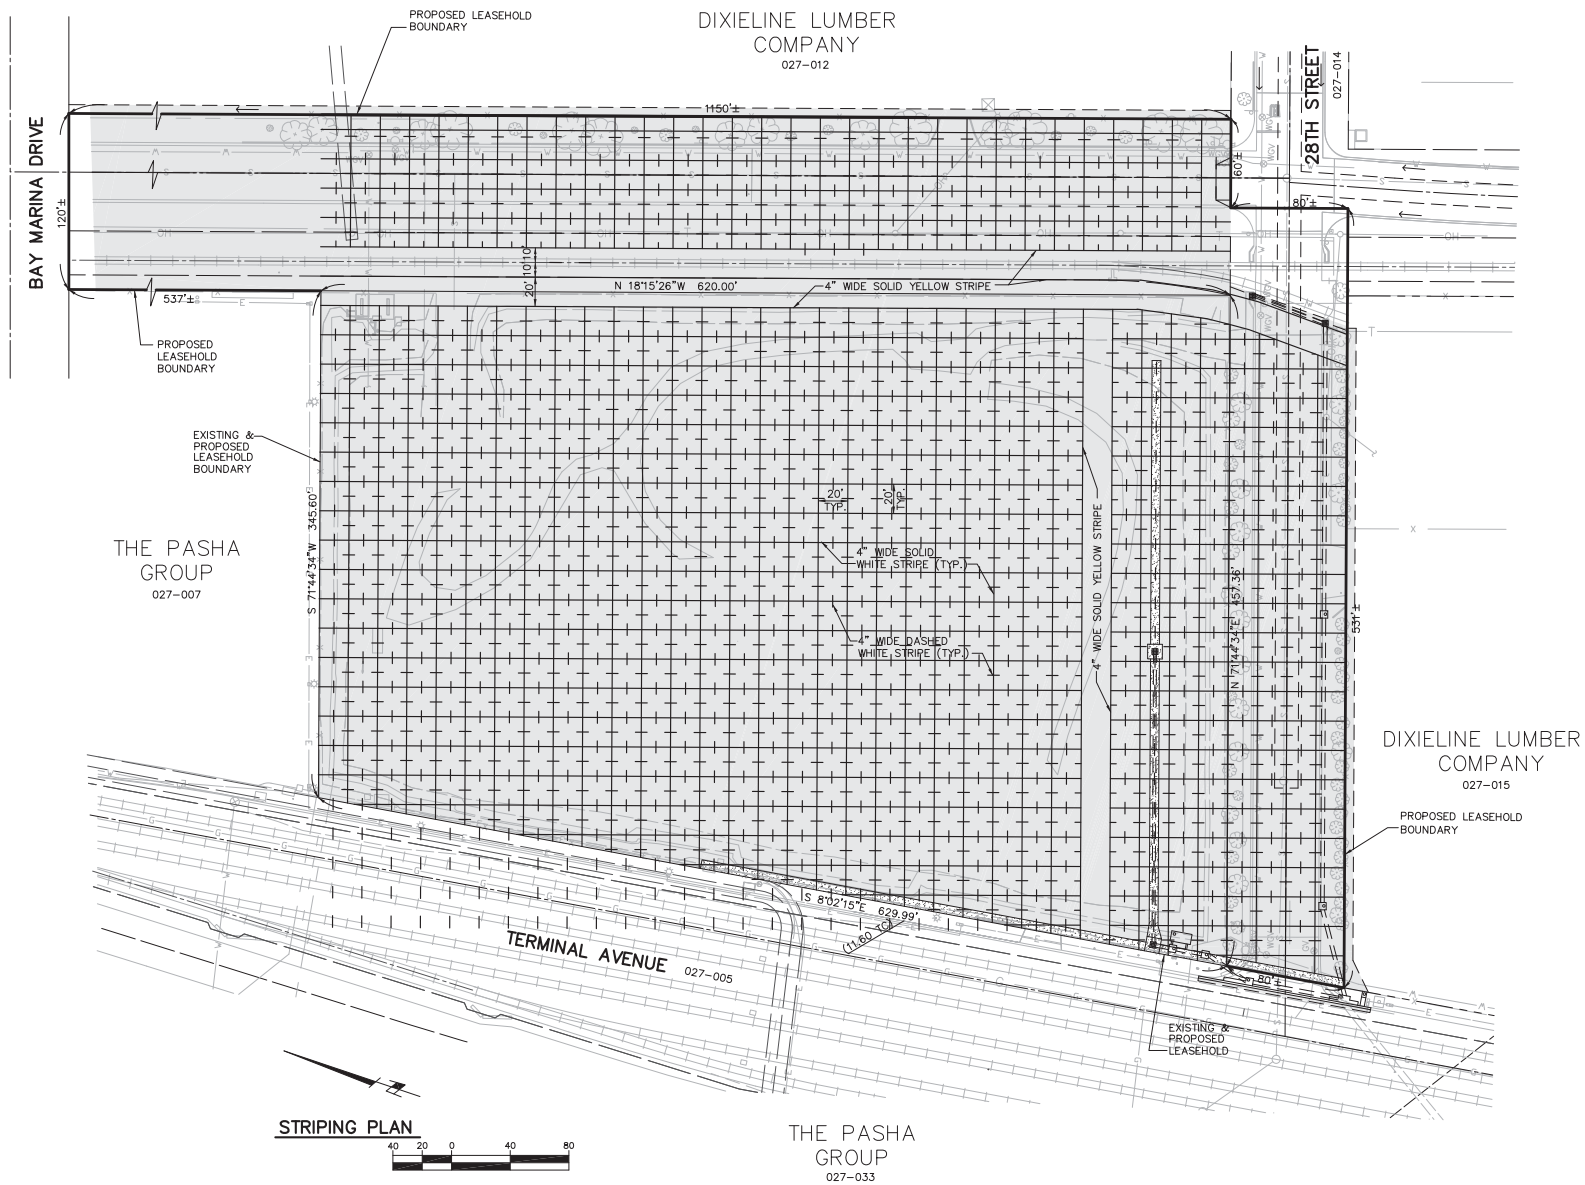 PROPOSED LEASEHOLD
BOUNDARY
DIXIELINE LUMBER
COMPANY
027-012
28TH STREET
027-014
BAY MARINA DRIVE
1150'±
120'±
60'±
80'±
537'±
10'
10'
20'
N 18°15'26"W 620.00'
4" WIDE SOLID YELLOW STRIPE
PROPOSED
LEASEHOLD
BOUNDARY
EXISTING &
PROPOSED
LEASEHOLD
BOUNDARY
S 71°44'34"W 345.60'
THE PASHA
GROUP
027-007
20'
TYP.
20'
TYP.
4" WIDE SOLID
WHITE STRIPE (TYP.)
4" WIDE DASHED
WHITE STRIPE (TYP.)
4" WIDE SOLID YELLOW STRIPE
N 71°44'34"E 457.36'
531'±
DIXIELINE LUMBER
COMPANY
027-015
PROPOSED LEASEHOLD
BOUNDARY
S 8°02'15"E 629.99'
(11.60 TC)
TERMINAL AVENUE
027-005
80'±
EXISTING &
PROPOSED
LEASEHOLD
STRIPING PLAN
40 20 0 40 80
THE PASHA
GROUP
027-033